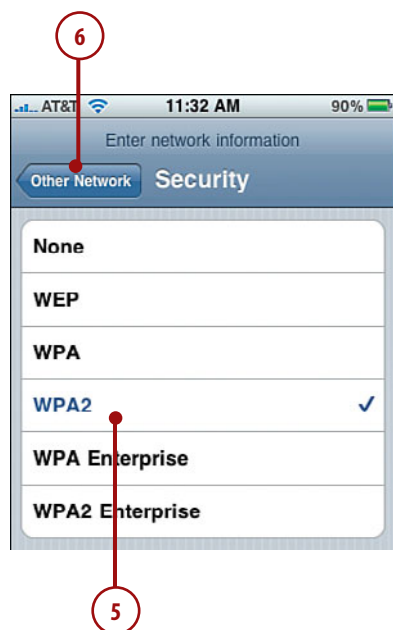 6
AT&T 11:32 AM 90%
Enter network information
Other Network Security
None
WEP
WPA
WPA2
WPA Enterprise
WPA2 Enterprise
5